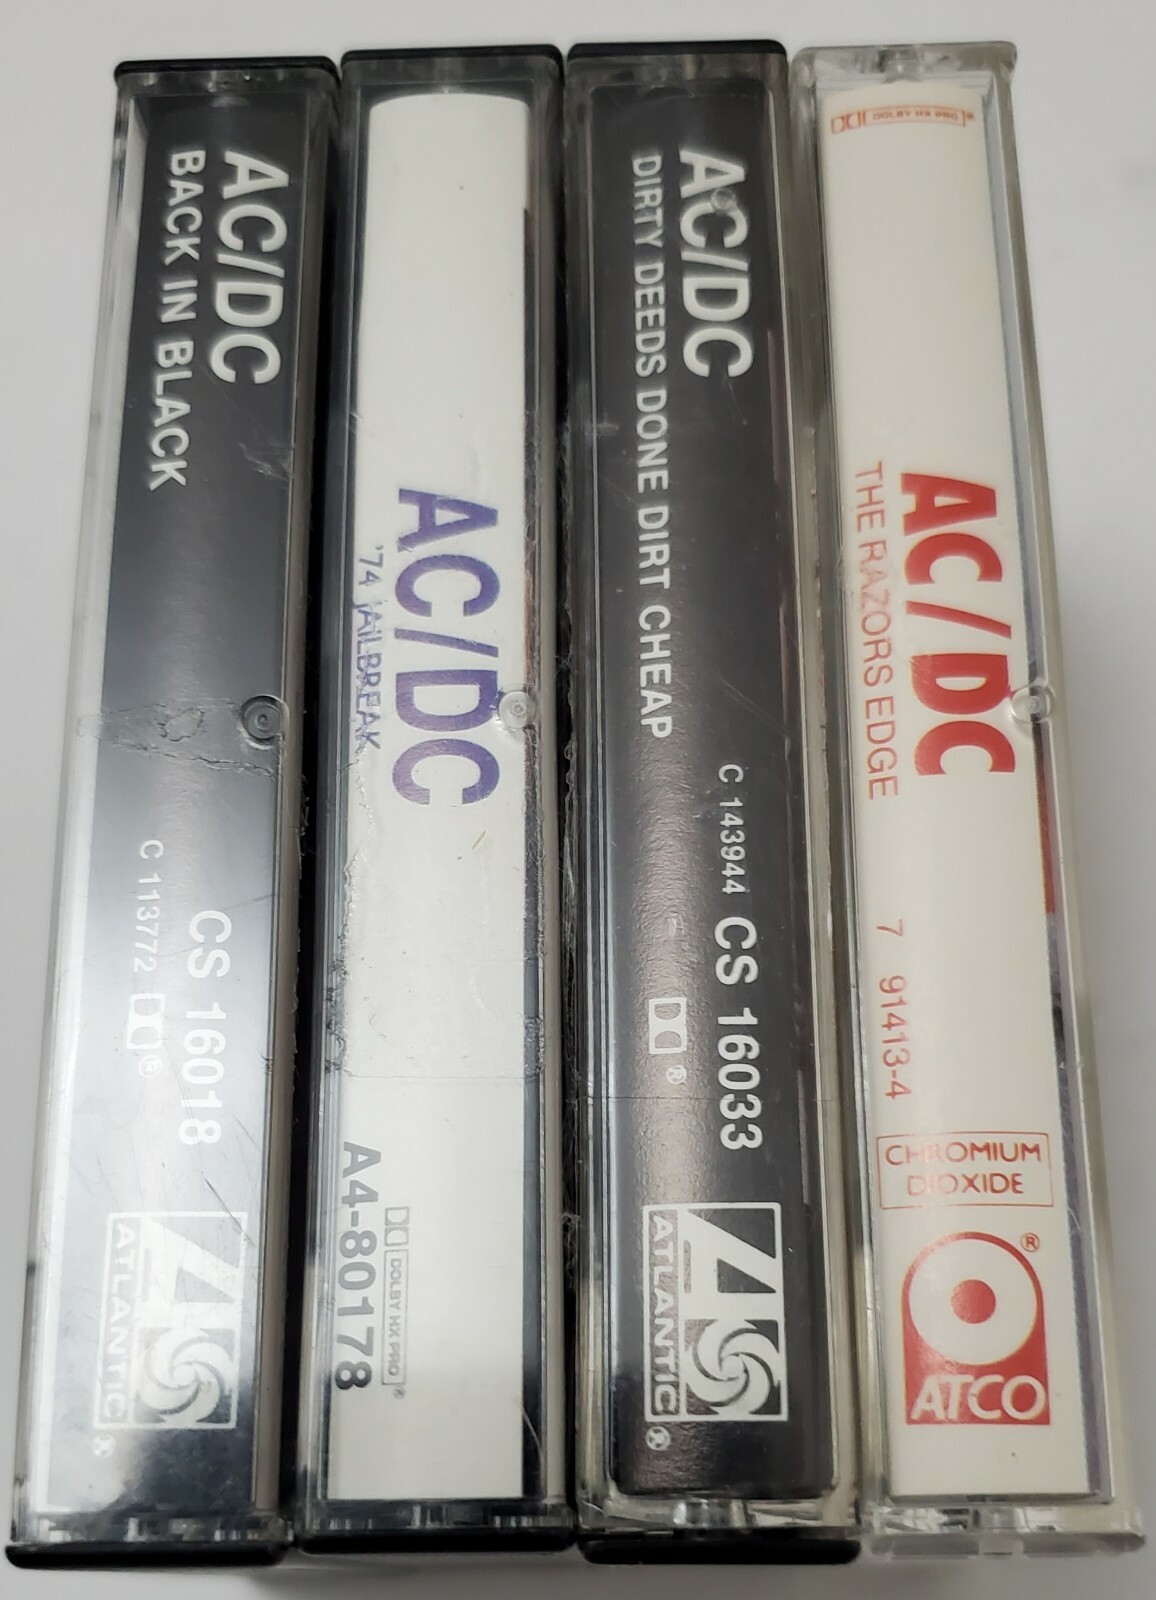 AC/DC
BACK IN BLACK
CS 16018
C 113772
ATLANTIC
®
AC/DC
'74 JAILBREAK
A4-80178
DOLBY HX PRO
®
AC/DC
DIRTY DEEDS DONE DIRT CHEAP
C 143944 CS 16033
®
ATLANTIC
®
DOLBY HX PRO
®
AC/DC
THE RAZORS EDGE
7 91413-4
CHROMIUM
DIOXIDE
®
ATCO